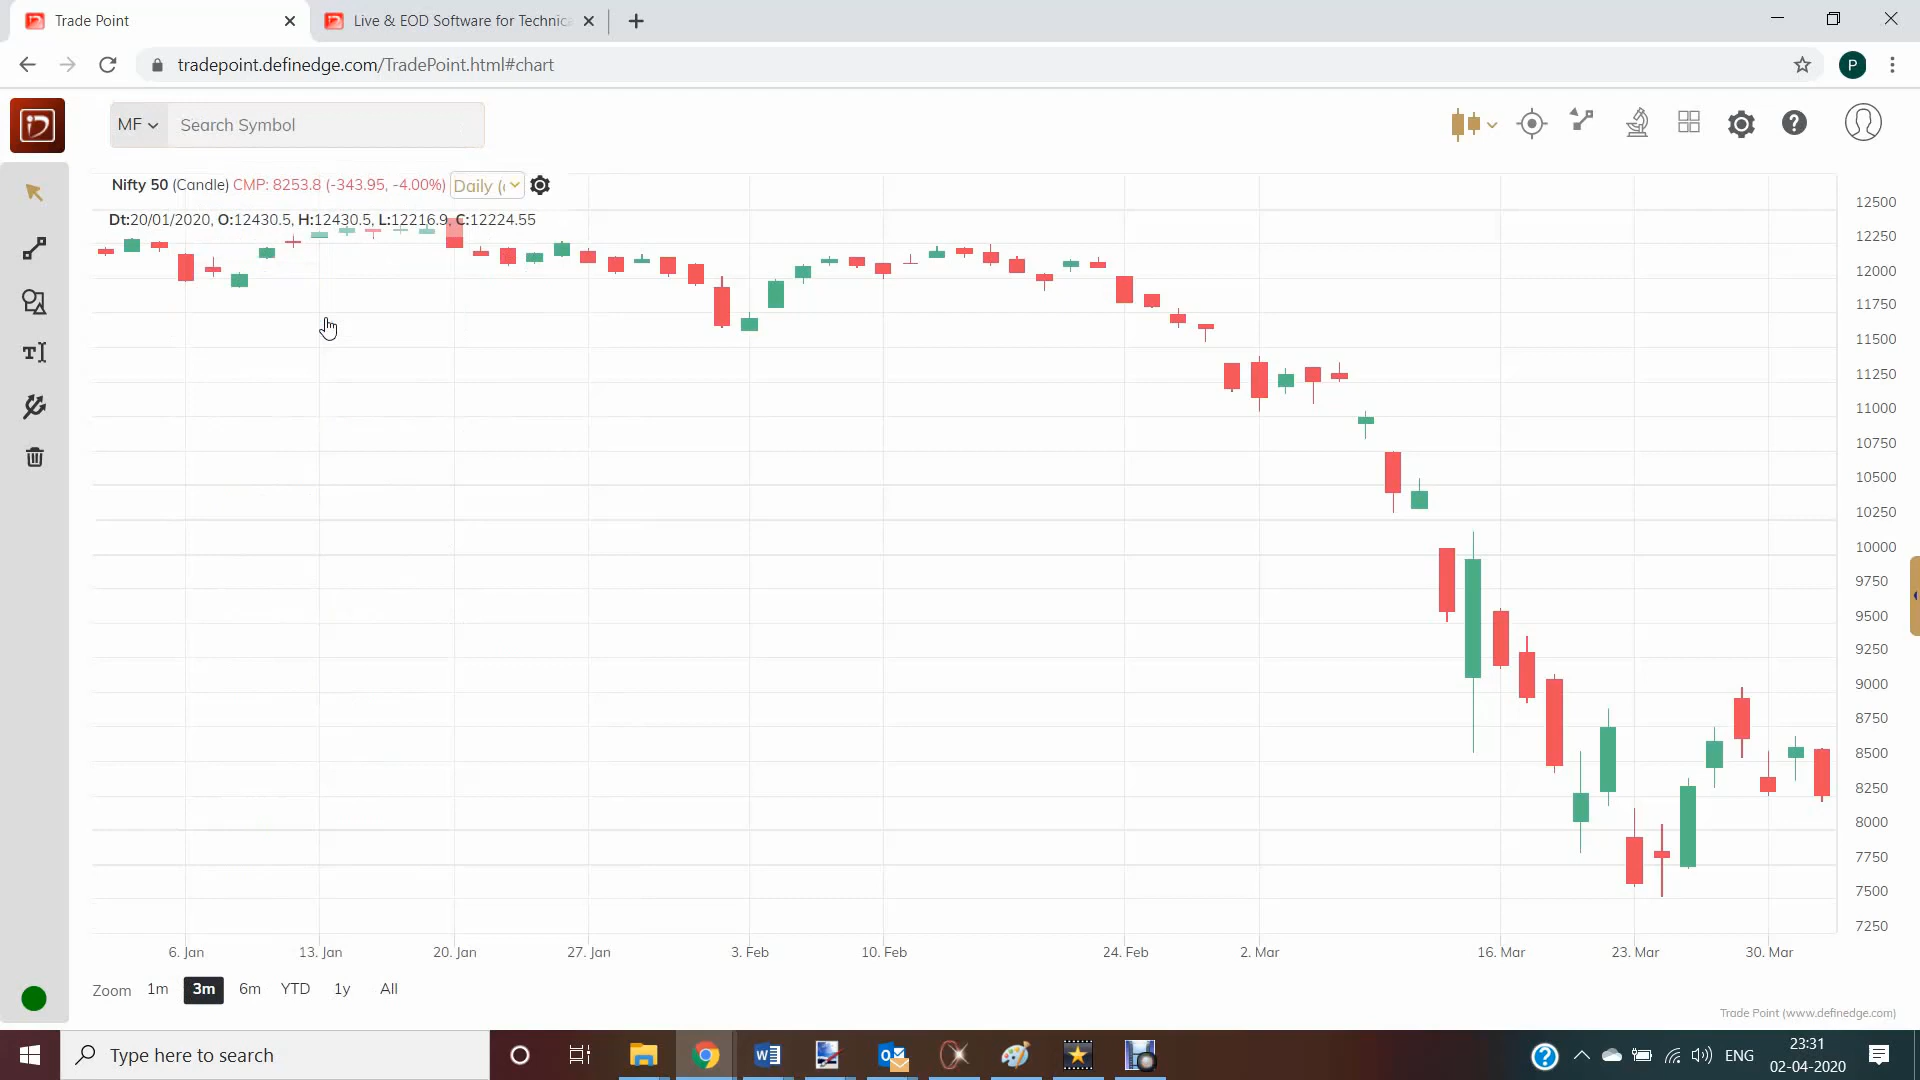 Trade Point
Live & EOD Software for Technic
tradepoint.definedge.com/TradePoint.html#chart
P
MF
Search Symbol
Nifty 50 (Candle) CMP: 8253.8 (-343.95, -4.00%) Daily (
Dt:20/01/2020, O:12430.5, H:12430.5, L:12216.9, C:12224.55
12500
12250
12000
11750
11500
11250
11000
10750
10500
10250
10000
9750
9500
9250
9000
8750
8500
8250
8000
7750
7500
7250
6. Jan 13. Jan 20. Jan 27. Jan 3. Feb 10. Feb 24. Feb 2. Mar 16. Mar 23. Mar 30. Mar
Zoom 1m 3m 6m YTD 1y All
Trade Point (www.definedge.com)
Type here to search
ENG
23:31
02-04-2020